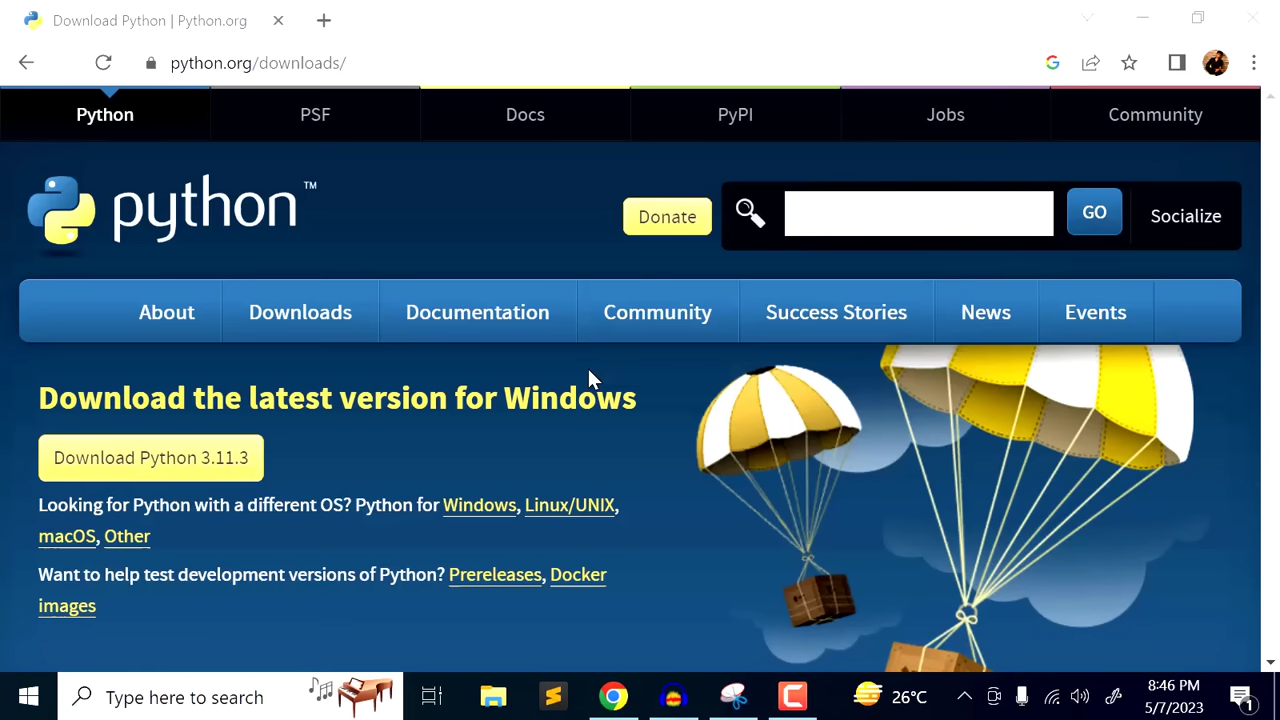 Download Python | Python.org
python.org/downloads/
Python PSF Docs PyPI Jobs Community
python™
Donate
GO
Socialize
About Downloads Documentation Community Success Stories News Events
Download the latest version for Windows
Download Python 3.11.3
Looking for Python with a different OS? Python for Windows, Linux/UNIX,
macOS, Other
Want to help test development versions of Python? Prereleases, Docker
images
Type here to search
26°C
8:46 PM
5/7/2023
1